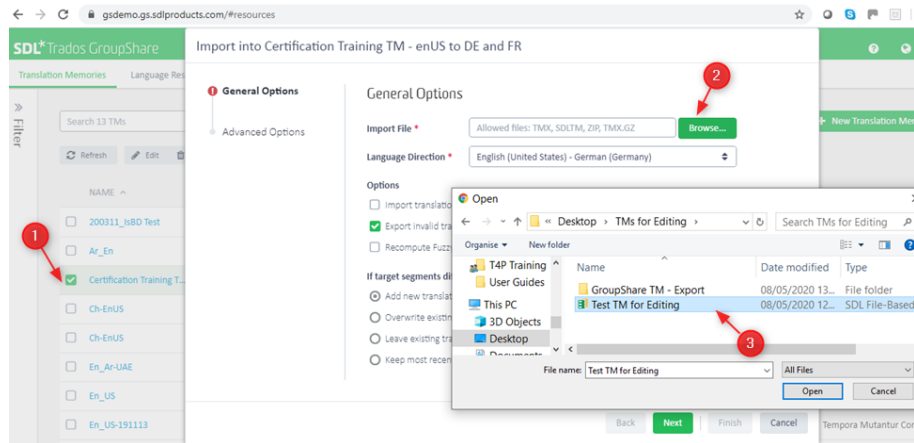 gsdemo.gs.sdlproducts.com/#resources
SDL* Trados GroupShare
Translation Memories Language Res
Filter
Search 13 TMs
Refresh Edit
NAME
200311_IsBD Test
Ar_En
Certification Training T...
Ch-EnUS
Ch-EnUS
En_Ar-UAE
En_US
En_US-191113
Import into Certification Training TM - enUS to DE and FR
General Options
Advanced Options
General Options
Import File * Allowed files: TMX, SDLTM, ZIP, TMX.GZ Browse...
Language Direction * English (United States) - German (Germany)
Options
Import translatio
Export Invalid tra
Recompute Fuzz
If target segments di
Add new translat
Overwrite existin
Leave existing tra
Keep most recen
Back Next Finish Cancel
+ New Translation Mer
Tempora Mutantur Cor
Open
« Desktop > TMs for Editing > Search TMs for Editing
Organise New folder
T4P Training
User Guides
This PC
3D Objects
Desktop
Documents
Name Date modified Type
GroupShare TM - Export 08/05/2020 13... File folder
Test TM for Editing 08/05/2020 12... SDL File-Based
File name: Test TM for Editing All Files
Open Cancel
1
2
3